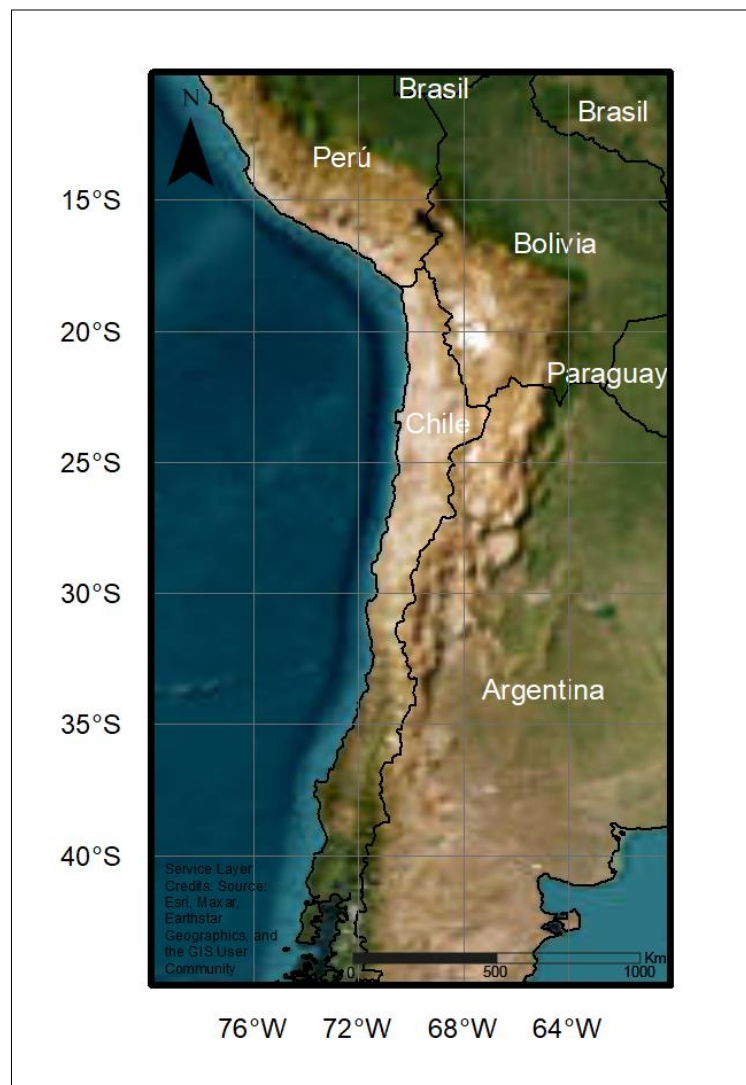 Brasil
N
Brasil
Perú
15°S
Bolivia
20°S
Paraguay
Chile
25°S
30°S
Argentina
35°S
40°S
Service Layer
Credits: Source:
Esri, Maxar,
Earthstar
Geographics, and
the GIS User
Community
Km
0 500 1000
76°W 72°W 68°W 64°W